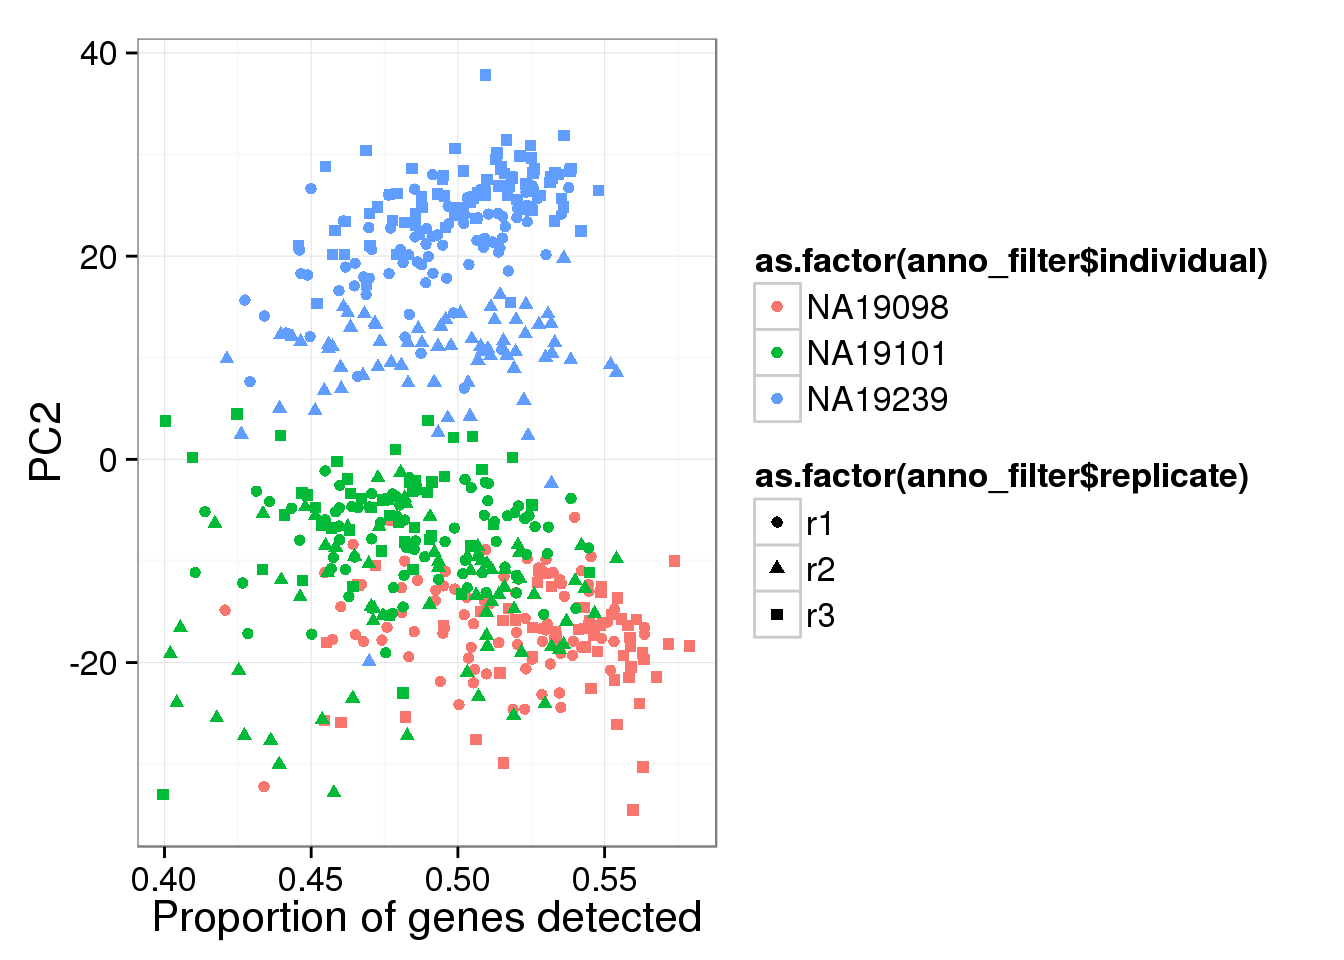 40
20
0
-20
PC2
0.40 0.45 0.50 0.55
Proportion of genes detected
as.factor(anno_filter$individual)
NA19098
NA19101
NA19239
as.factor(anno_filter$replicate)
r1
r2
r3